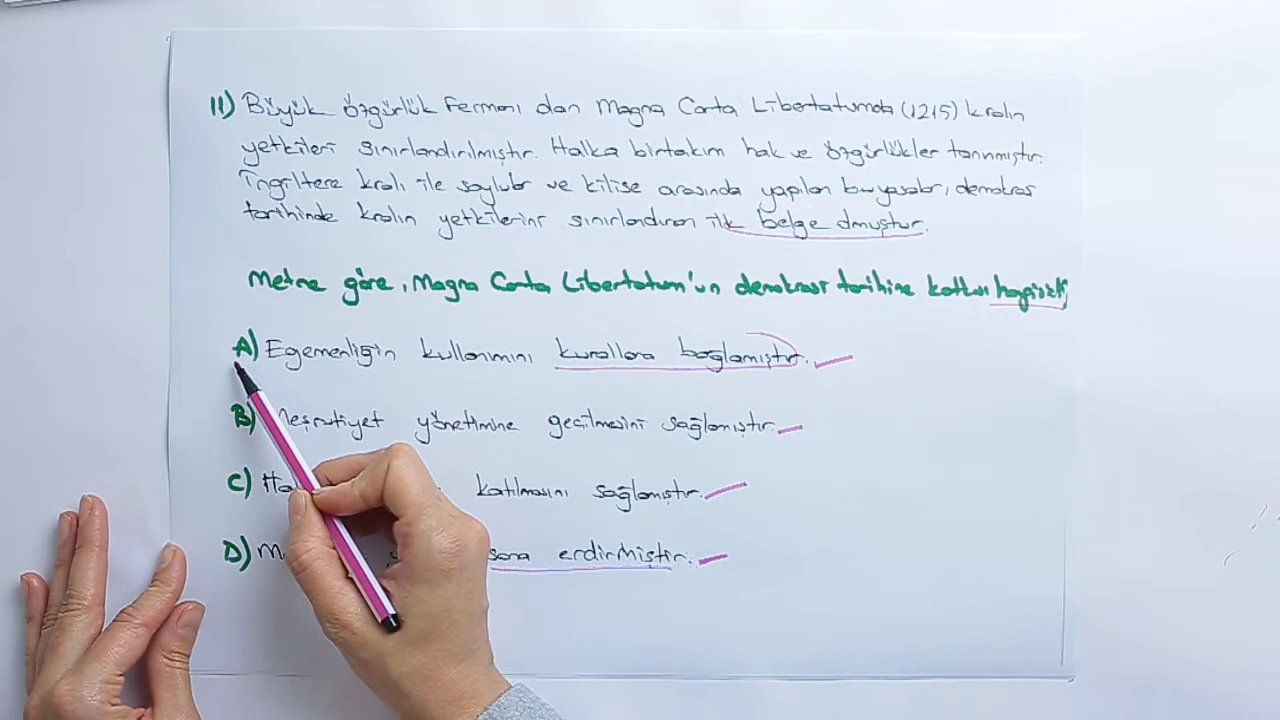 11) Büyük Özgürlük Fermanı olan Magna Carta Libertatumda (1215) kralın
yetkileri sınırlandırılmıştır. Halka birtakım hak ve özgürlükler tanınmıştır.
İngiltere kralı ile soylular ve kilise arasında yapılan bu yasalar, demokrasi
tarihinde kralın yetkilerini sınırlandıran ilk belge olmuştur.
Metne göre, Magna Carta Libertatum'un demokrasi tarihine katkısı hangisidir,
A) Egemenliğin kullanımını kurallara bağlamıştır.
B) Meşrutiyet yönetimine geçilmesini sağlamıştır.
C) katılmasını sağlamıştır.
D) sona erdirmiştir.